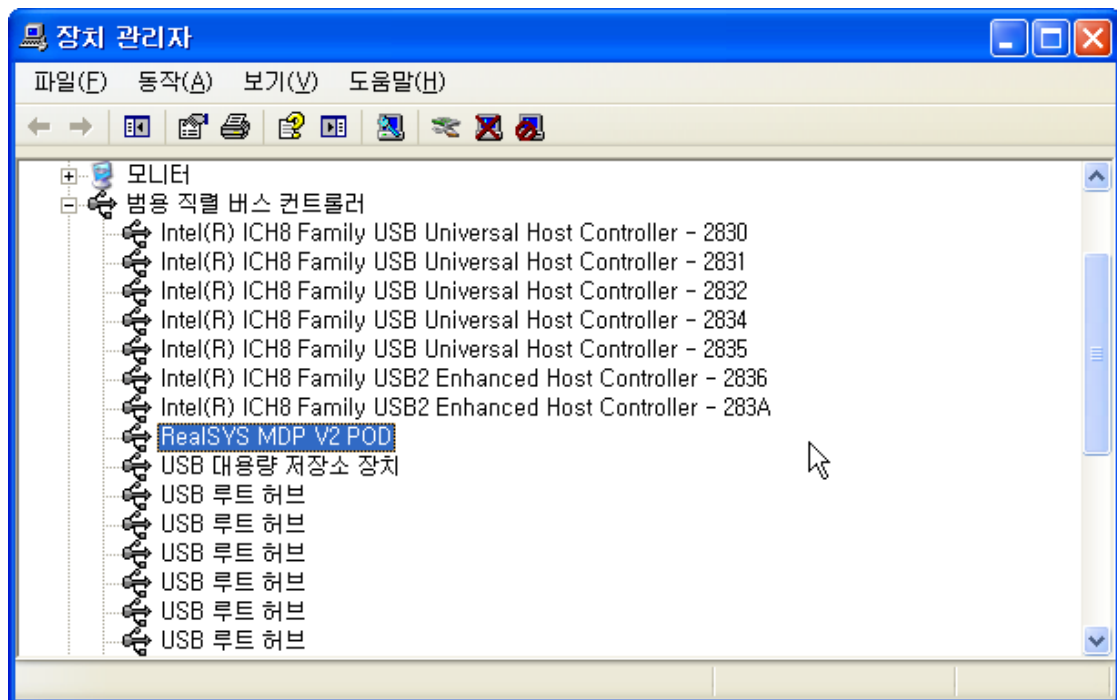 장치 관리자
파일(F) 동작(A) 보기(V) 도움말(H)
모니터
범용 직렬 버스 컨트롤러
Intel(R) ICH8 Family USB Universal Host Controller - 2830
Intel(R) ICH8 Family USB Universal Host Controller - 2831
Intel(R) ICH8 Family USB Universal Host Controller - 2832
Intel(R) ICH8 Family USB Universal Host Controller - 2834
Intel(R) ICH8 Family USB Universal Host Controller - 2835
Intel(R) ICH8 Family USB2 Enhanced Host Controller - 2836
Intel(R) ICH8 Family USB2 Enhanced Host Controller - 283A
RealSYS MDP V2 POD
USB 대용량 저장소 장치
USB 루트 허브
USB 루트 허브
USB 루트 허브
USB 루트 허브
USB 루트 허브
USB 루트 허브